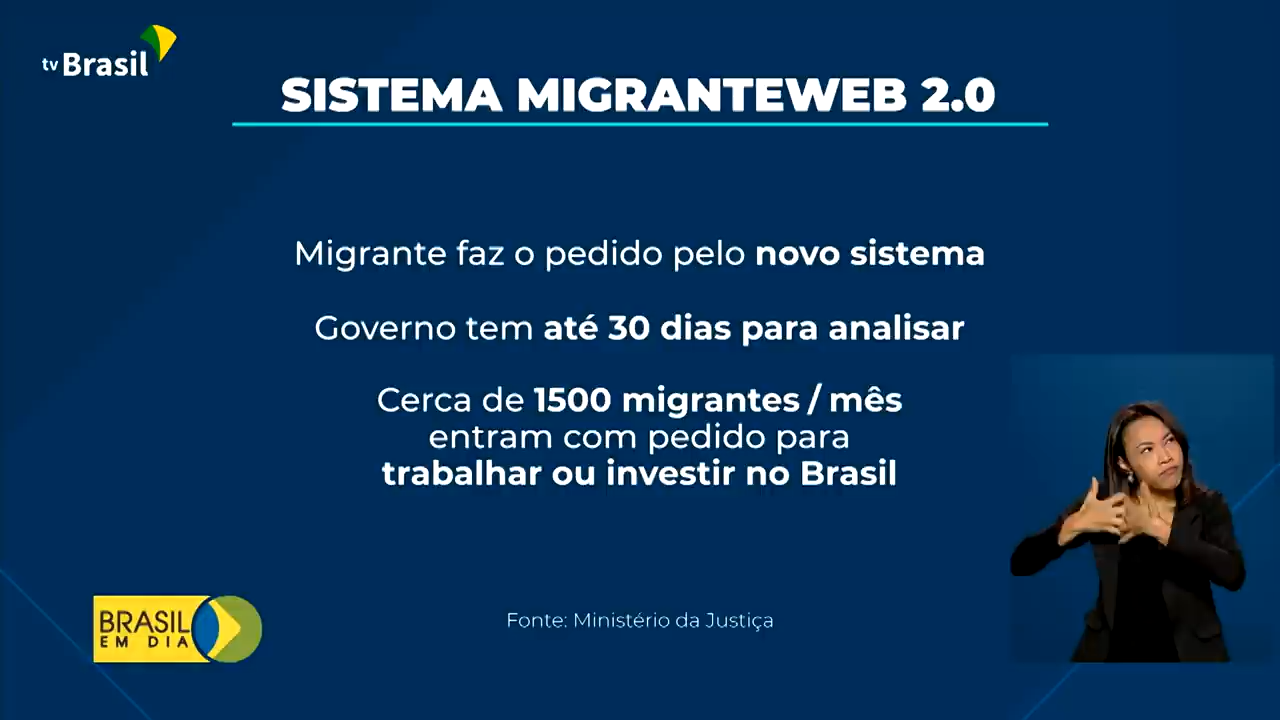 tv Brasil
SISTEMA MIGRANTEWEB 2.0
Migrante faz o pedido pelo novo sistema
Governo tem até 30 dias para analisar
Cerca de 1500 migrantes / mês
entram com pedido para
trabalhar ou investir no Brasil
BRASIL
EM DIA
Fonte: Ministério da Justiça